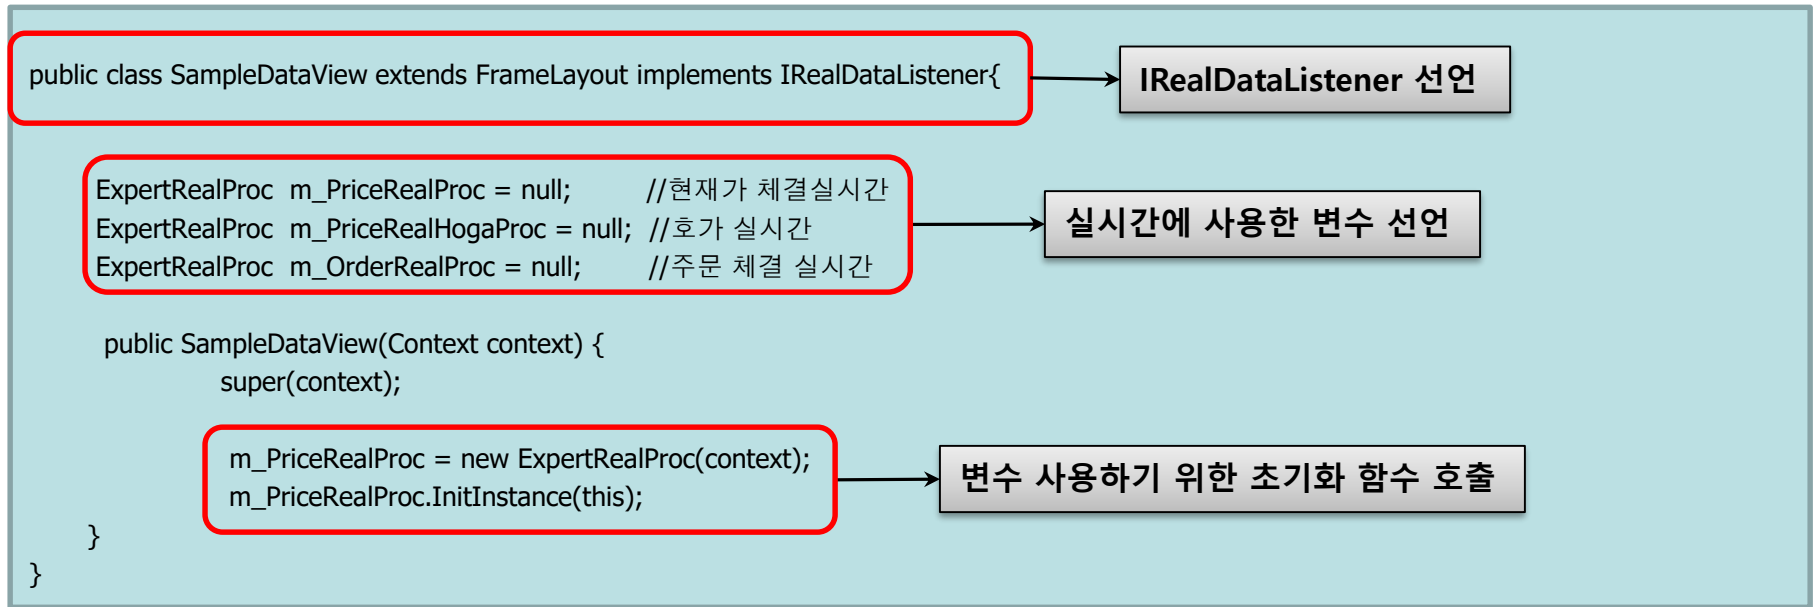 public class SampleDataView extends FrameLayout implements IRealDataListener{
IRealDataListener 선언
ExpertRealProc m_PriceRealProc = null; //현재가 체결실시간
ExpertRealProc m_PriceRealHogaProc = null; //호가 실시간
ExpertRealProc m_OrderRealProc = null; //주문 체결 실시간
실시간에 사용한 변수 선언
public SampleDataView(Context context) {
super(context);
m_PriceRealProc = new ExpertRealProc(context);
m_PriceRealProc.InitInstance(this);
변수 사용하기 위한 초기화 함수 호출
}
}